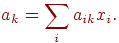 a_k = \sum_i a_{ik} x_i.